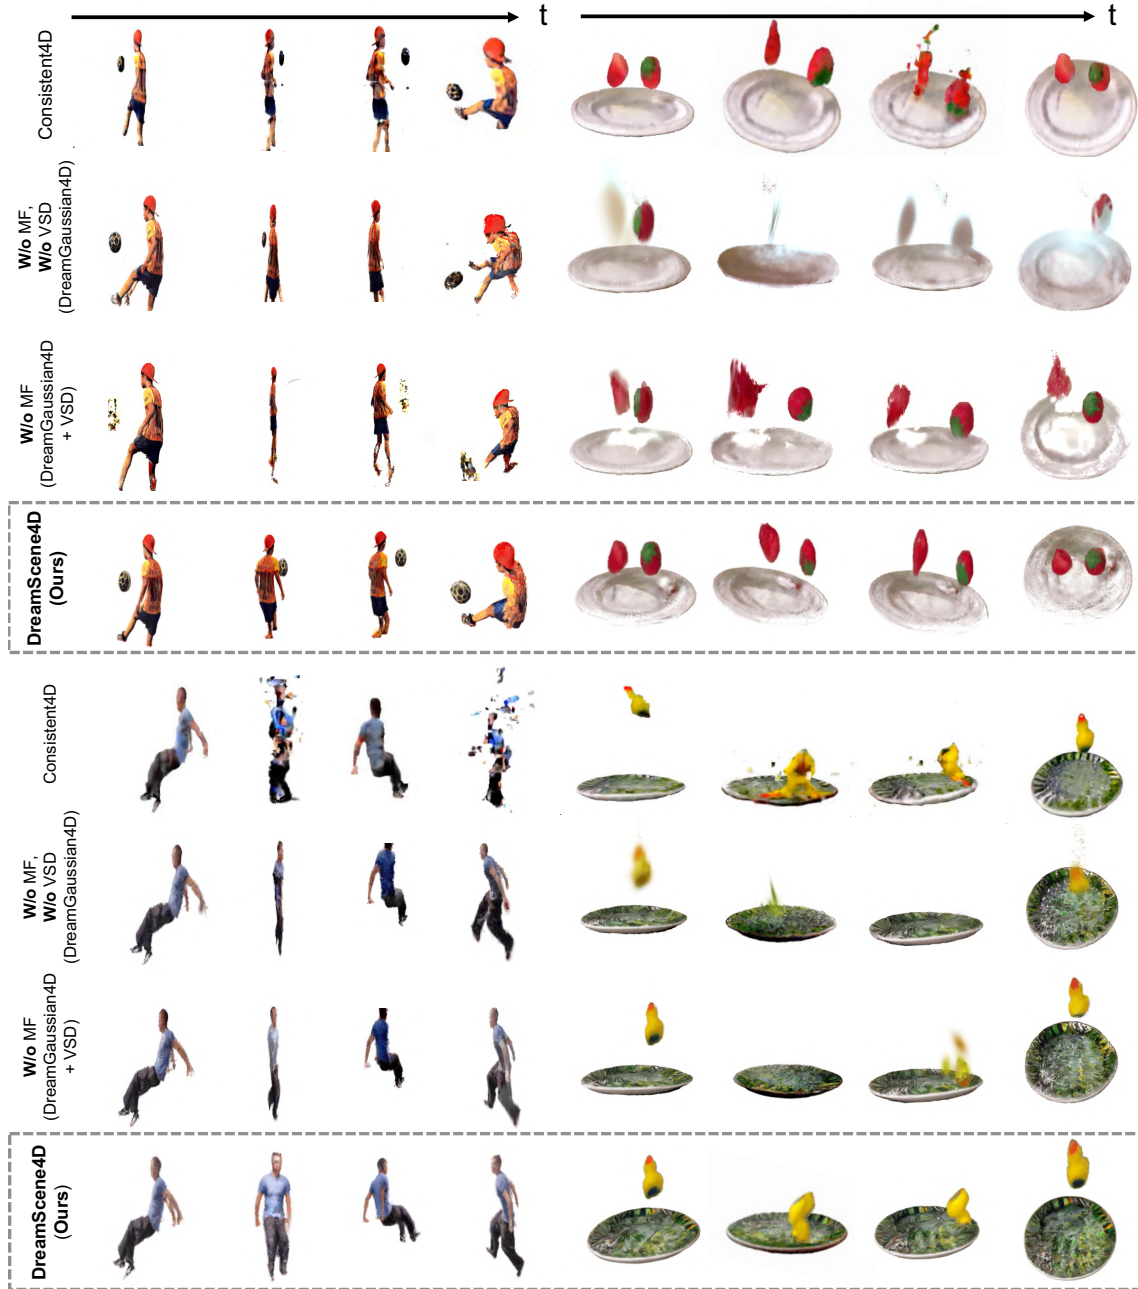 t
t
Consistent4D
W/o MF,
W/o VSD
(DreamGaussian4D)
W/o MF
(DreamGaussian4D
+ VSD)
DreamScene4D
(Ours)
Consistent4D
W/o MF,
W/o VSD
(DreamGaussian4D)
W/o MF
(DreamGaussian4D
+ VSD)
DreamScene4D
(Ours)